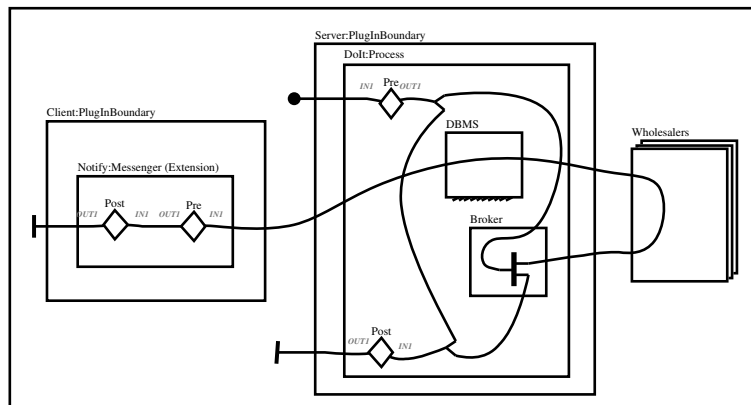 Server:PlugInBoundary
DoIt:Process
Pre
IN1 OUT1
Client:PlugInBoundary
DBMS
Wholesalers
Notify:Messenger (Extension)
Post Pre
OUT1 IN1 OUT1 IN1
Broker
Post
OUT1 IN1